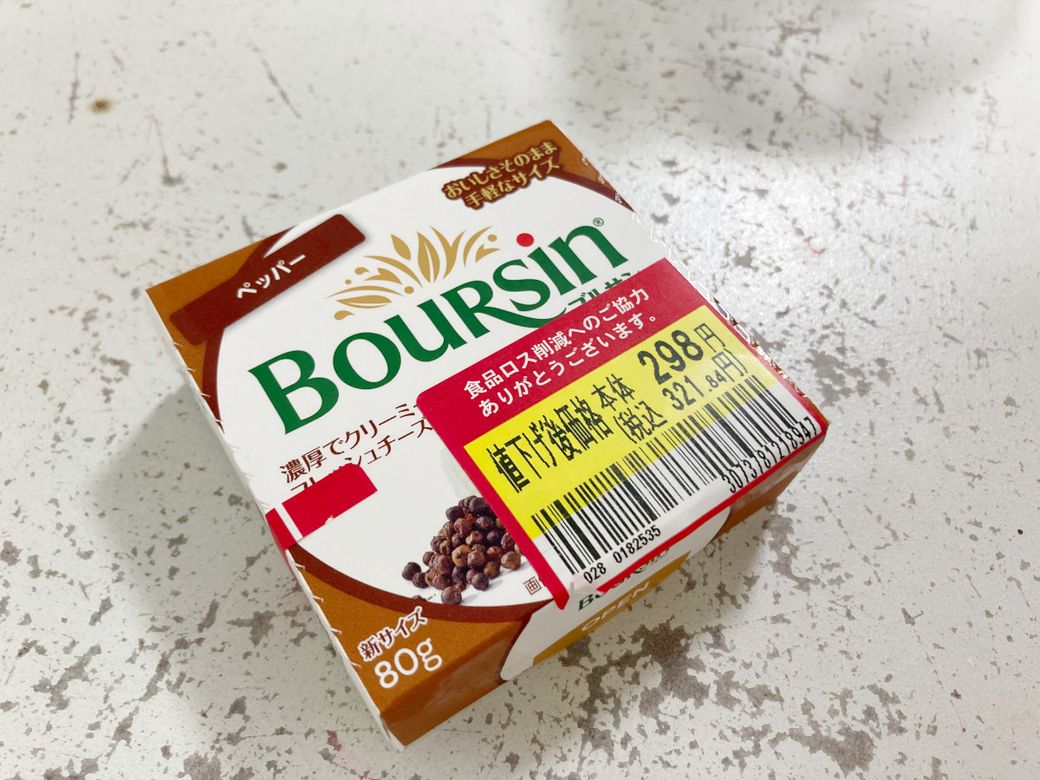 おいしさそのまま
手軽なサイズ
ペッパー
BOURSIN®
食品ロス削減へのご協力
ありがとうございます。
値下げ後価格 本体 298円
(税込 321.84円)
028 0182535
3073781218947
濃厚でクリーミ
新サイズ
80g
OPEN